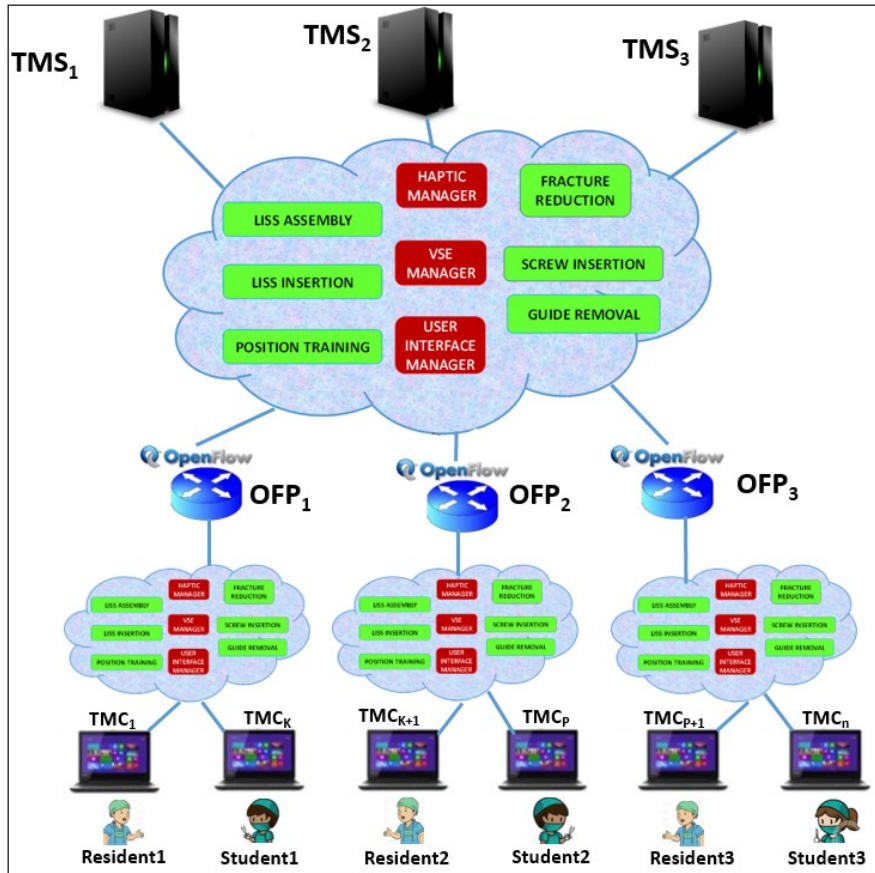 TMS1
TMS2
TMS3
HAPTIC
MANAGER
FRACTURE
REDUCTION
LISS ASSEMBLY
VSE
MANAGER
SCREW INSERTION
LISS INSERTION
GUIDE REMOVAL
POSITION TRAINING
USER
INTERFACE
MANAGER
OpenFlow
OFP1
OpenFlow
OFP2
OpenFlow
OFP3
HAPTIC
MANAGER
FRACTURE
REDUCTION
LISS ASSEMBLY
VSE
MANAGER
SCREW INSERTION
LISS INSERTION
GUIDE REMOVAL
POSITION TRAINING
USER
INTERFACE
MANAGER
HAPTIC
MANAGER
FRACTURE
REDUCTION
LISS ASSEMBLY
VSE
MANAGER
SCREW INSERTION
LISS INSERTION
GUIDE REMOVAL
POSITION TRAINING
USER
INTERFACE
MANAGER
HAPTIC
MANAGER
FRACTURE
REDUCTION
LISS ASSEMBLY
VSE
MANAGER
SCREW INSERTION
LISS INSERTION
GUIDE REMOVAL
POSITION TRAINING
USER
INTERFACE
MANAGER
TMC1
TMCK
TMCK+1
TMCP
TMCP+1
TMCn
Resident1
Student1
Resident2
Student2
Resident3
Student3